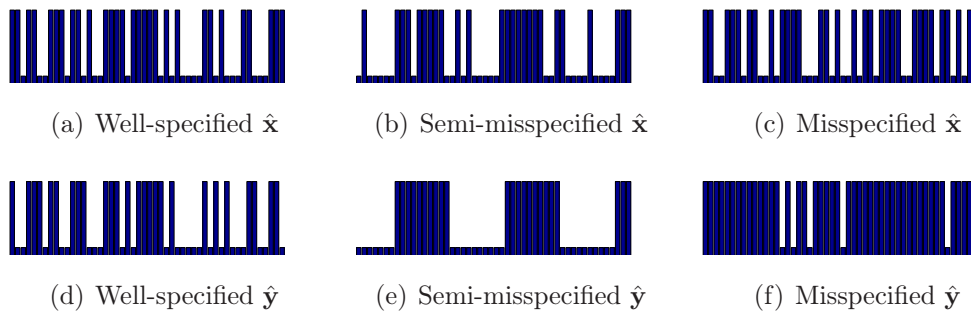 (a) Well-specified x̂
(b) Semi-misspecified x̂
(c) Misspecified x̂
(d) Well-specified ŷ
(e) Semi-misspecified ŷ
(f) Misspecified ŷ